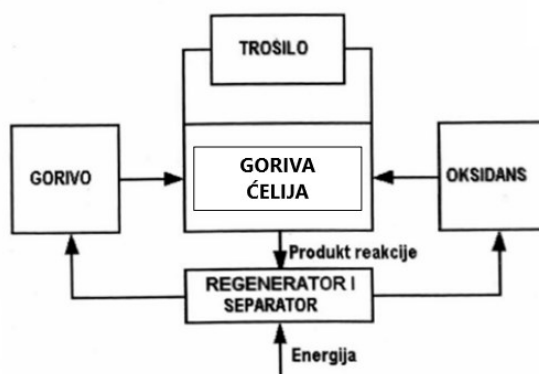 TROŠILO
GORIVO
GORIVA
ĆELIJA
OKSIDANS
Produkt reakcije
REGENERATOR I
SEPARATOR
Energija